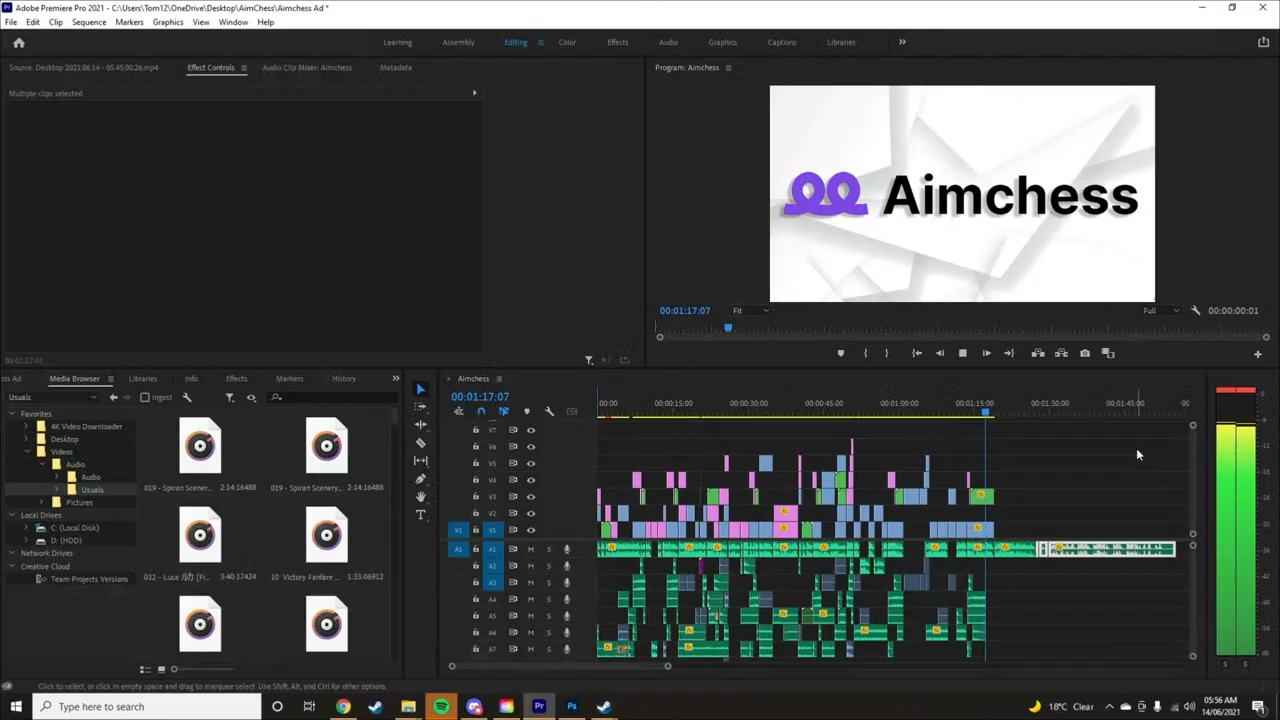 Adobe Premiere Pro 2021 - C:\Users\Tom12\OneDrive\Desktop\AimChess\Aimchess Ad *
File Edit Clip Sequence Markers Graphics View Window Help
Learning Assembly Editing Color Effects Audio Graphics Captions Libraries
Source: Desktop 2021.06.14 - 05.45.00.26.mp4 Effect Controls Audio Clip Mixer: Aimchess Metadata
Program: Aimchess
Multiple clips selected
Aimchess
00:01:17:07 Fit Full 00:00:00:01
00:01:17:07
ess Ad Media Browser Libraries Info Effects Markers History
Aimchess
Usuals Ingest
00:01:17:07
:00:00 00:00:15:00 00:00:30:00 00:00:45:00 00:01:00:00 00:01:15:00 00:01:30:00 00:01:45:00 00
Favorites
4K Video Downloader
Desktop
Videos
Audio
Audio
Usuals
Pictures
Local Drives
C: (Local Disk)
D: (HDD)
Network Drives
Creative Cloud
Team Projects Versions
019 - Spiran Scener... 2:14:16488
019 - Spiran Scenery... 2:14:16488
032 - Luca 3:40:17424
10 Victory Fanfare ... 1:33:06912
V7
V6
V5
V4
V3
V2
V1 V1
A1 A1 M S
A2 A2 M S
A3 A3 M S
A4 M S
A5 M S
A6 M S
A7 M S
S S
Click to select, or click in empty space and drag to marquee select. Use Shift, Alt, and Ctrl for other options.
Type here to search
18°C Clear
05:56 AM
14/06/2021